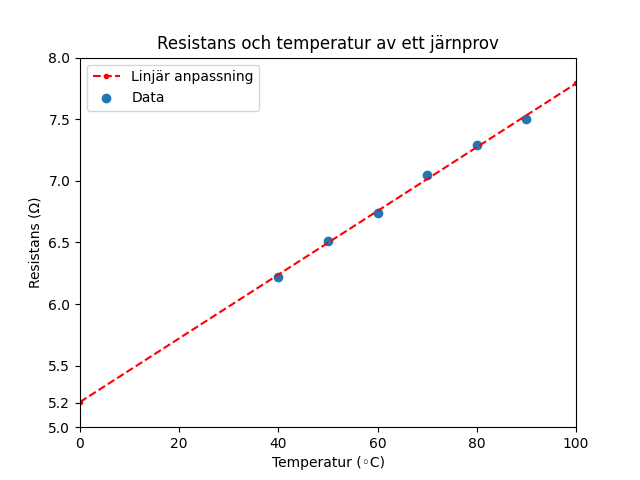 Resistans och temperatur av ett järnprov
Linjär anpassning
Data
Resistans (Ω)
8.0
7.5
7.0
6.5
6.0
5.5
5.2
5.0
0 20 40 60 80 100
Temperatur (◦C)